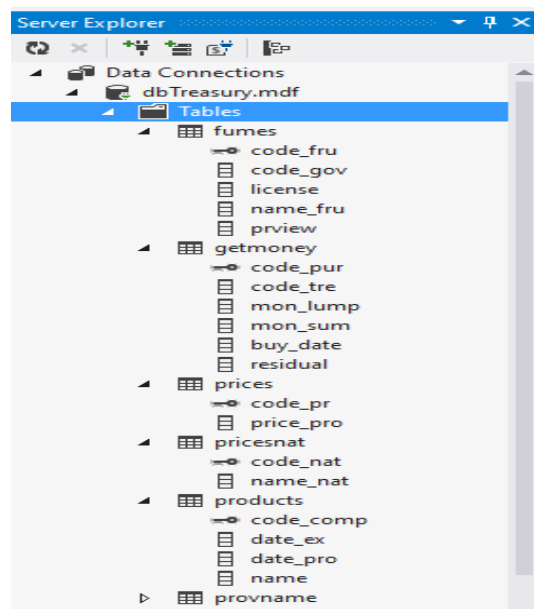 Server Explorer
Data Connections
dbTreasury.mdf
Tables
fumes
code_fru
code_gov
license
name_fru
prview
getmoney
code_pur
code_tre
mon_lump
mon_sum
buy_date
residual
prices
code_pr
price_pro
pricesnat
code_nat
name_nat
products
code_comp
date_ex
date_pro
name
provname